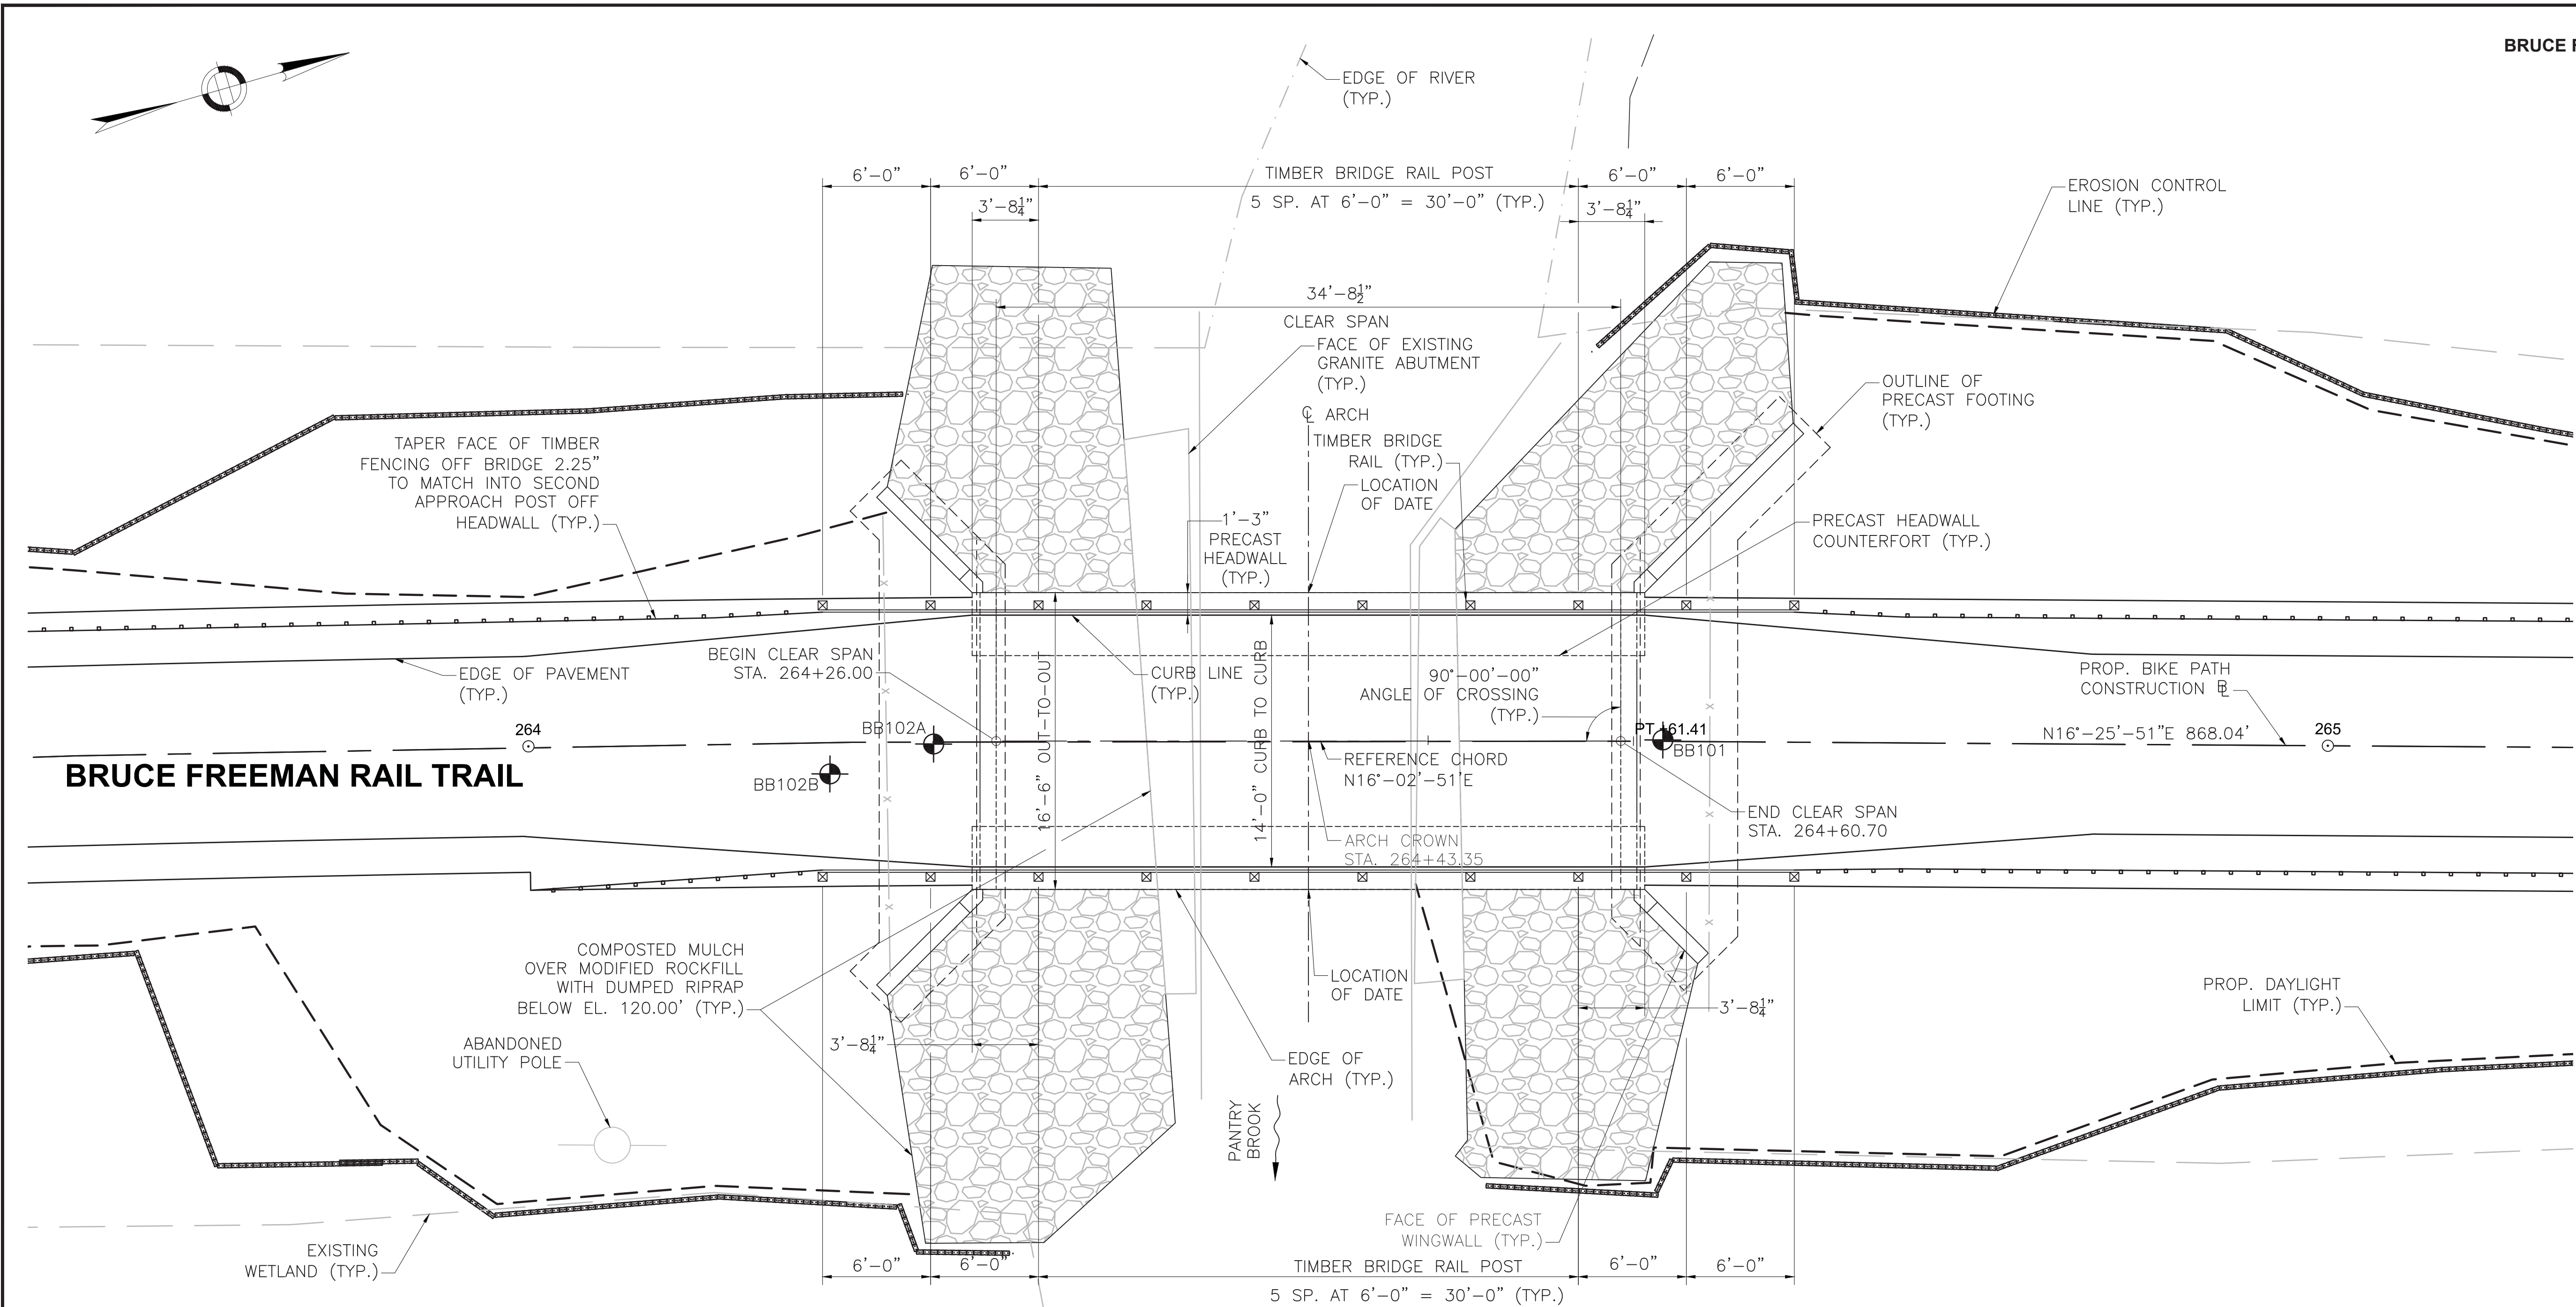 BRUCE F
EDGE OF RIVER
(TYP.)
6'-0"
6'-0"
TIMBER BRIDGE RAIL POST
5 SP. AT 6'-0" = 30'-0" (TYP.)
6'-0"
6'-0"
3'-8¼"
3'-8¼"
EROSION CONTROL
LINE (TYP.)
34'-8½"
CLEAR SPAN
FACE OF EXISTING
GRANITE ABUTMENT
(TYP.)
℄ ARCH
TIMBER BRIDGE
RAIL (TYP.)
LOCATION
OF DATE
OUTLINE OF
PRECAST FOOTING
(TYP.)
TAPER FACE OF TIMBER
FENCING OFF BRIDGE 2.25"
TO MATCH INTO SECOND
APPROACH POST OFF
HEADWALL (TYP.)
1'-3"
PRECAST
HEADWALL
(TYP.)
PRECAST HEADWALL
COUNTERFORT (TYP.)
X
X
X
X
X
X
X
X
EDGE OF PAVEMENT
(TYP.)
BEGIN CLEAR SPAN
STA. 264+26.00
16'-6" OUT-TO-OUT
CURB LINE
(TYP.)
14'-0" CURB TO CURB
90°-00'-00"
ANGLE OF CROSSING
(TYP.)
PROP. BIKE PATH
CONSTRUCTION BL
264
BB102A
PT +61.41
BB101
N16°-25'-51"E 868.04'
265
BRUCE FREEMAN RAIL TRAIL
BB102B
REFERENCE CHORD
N16°-02'-51'E
END CLEAR SPAN
STA. 264+60.70
ARCH CROWN
STA. 264+43.35
COMPOSTED MULCH
OVER MODIFIED ROCKFILL
WITH DUMPED RIPRAP
BELOW EL. 120.00' (TYP.)
LOCATION
OF DATE
3'-8¼"
PROP. DAYLIGHT
LIMIT (TYP.)
3'-8¼"
ABANDONED
UTILITY POLE
EDGE OF
ARCH (TYP.)
PANTRY
BROOK
FACE OF PRECAST
WINGWALL (TYP.)
EXISTING
WETLAND (TYP.)
6'-0"
6'-0"
TIMBER BRIDGE RAIL POST
5 SP. AT 6'-0" = 30'-0" (TYP.)
6'-0"
6'-0"